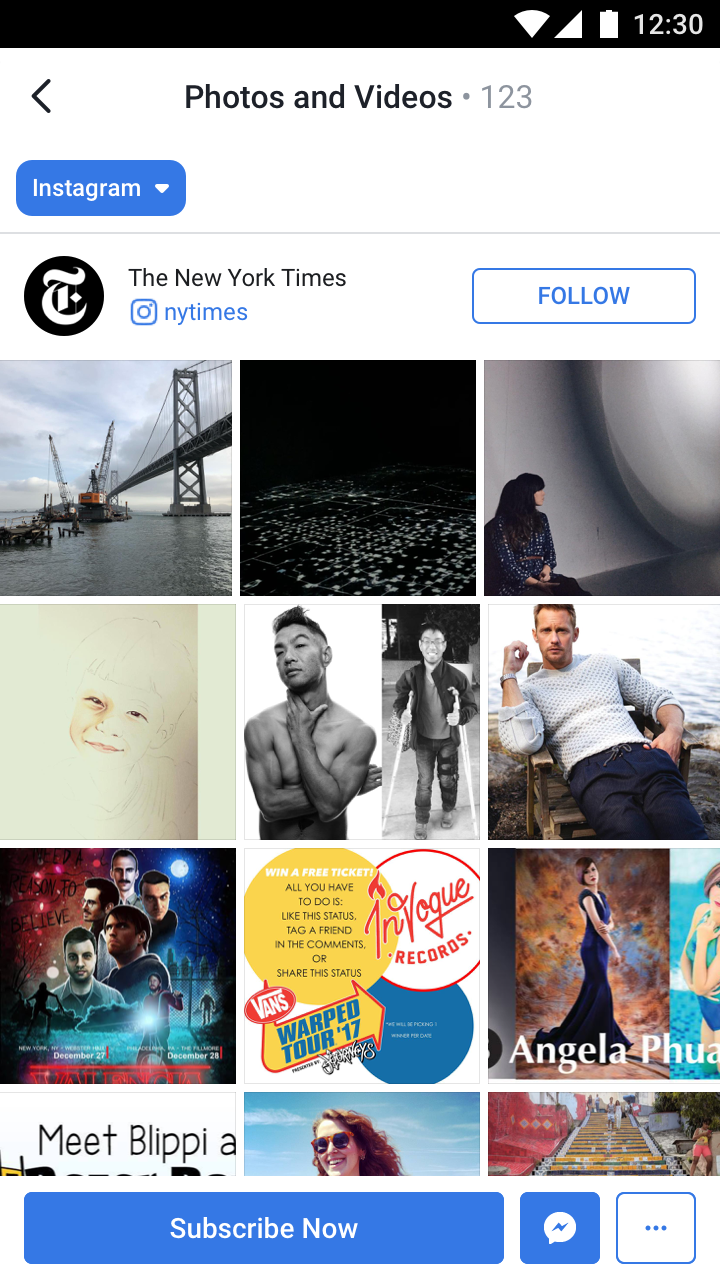 12:30
Photos and Videos • 123
Instagram
The New York Times
nytimes
FOLLOW
NEED A
REASON TO
BELIEVE
NEW YORK, NY • WEBSTER HALL
December 27
PHILADELPHIA, PA • THE FILLMORE
December 28
WIN A FREE TICKET!
ALL YOU HAVE
TO DO IS:
LIKE THIS STATUS,
TAG A FRIEND
IN THE COMMENTS,
OR
SHARE THIS STATUS
InVogue
RECORDS
VANS
WARPED
TOUR '17
PRESENTED BY
JOURNEYS
*WE WILL BE PICKING 1
WINNER PER DATE
Angela Phua
Meet Blippi a
Subscribe Now